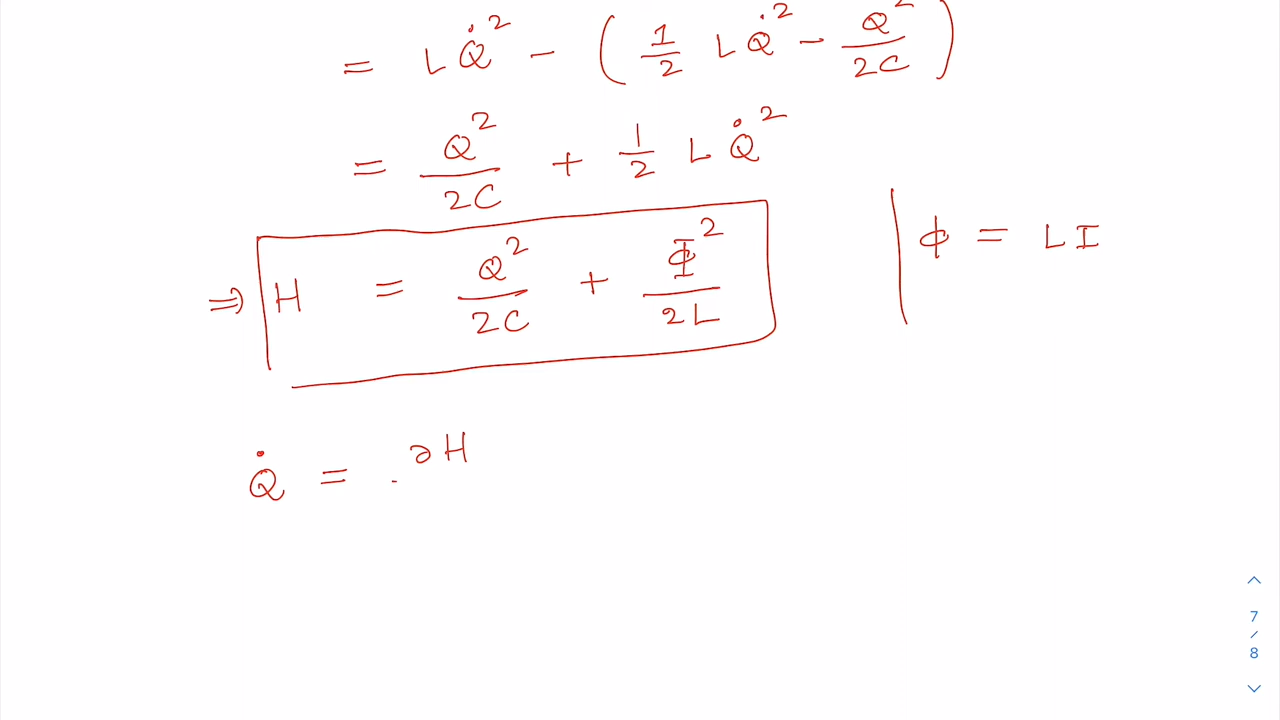 = LQ̇² - ( 1/2 LQ̇² - Q²/2C )
= Q²/2C + 1/2 L Q̇²
⇒ H = Q²/2C + Φ²/2L
ϕ = LI
Q̇ = ∂H
7
/
8